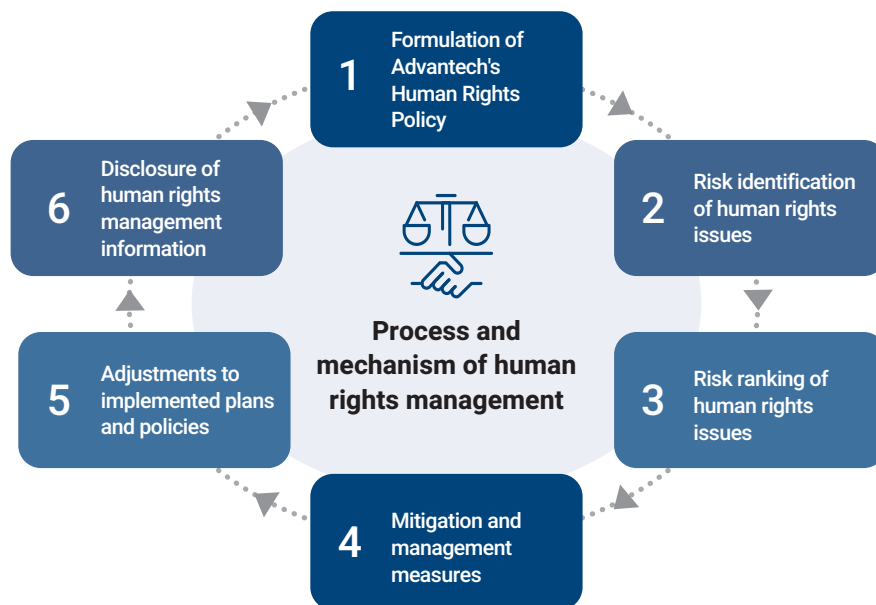 1
Formulation of
Advantech's
Human Rights
Policy
2
Risk identification
of human rights
issues
3
Risk ranking of
human rights
issues
4
Mitigation and
management
measures
5
Adjustments to
implemented plans
and policies
6
Disclosure of
human rights
management
information
Process and
mechanism of human
rights management